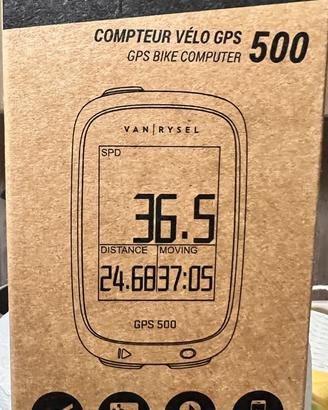 COMPTEUR VÉLO GPS 500
GPS BIKE COMPUTER
VAN RYSEL
SPD
36.5
DISTANCE MOVING
24.68 37:05
GPS 500